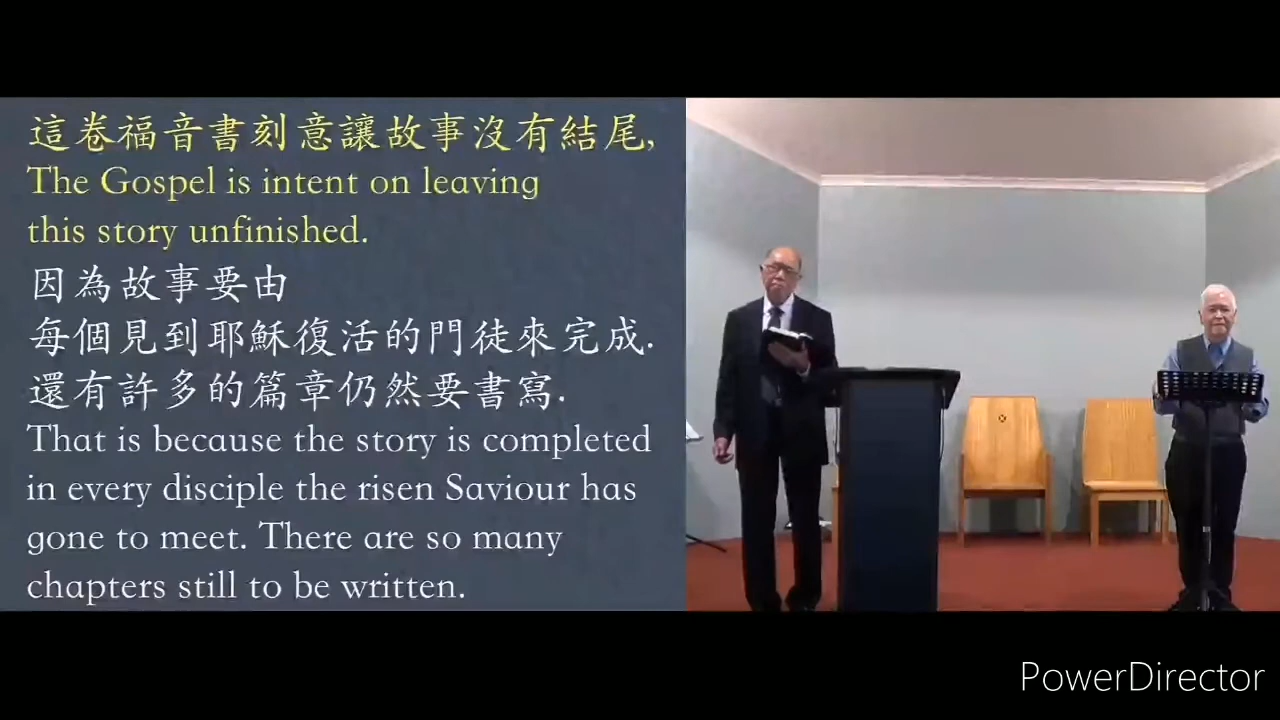 這卷福音書刻意讓故事沒有結尾,
The Gospel is intent on leaving
this story unfinished.
因為故事要由
每個見到耶穌復活的門徒來完成.
還有許多的篇章仍然要書寫.
That is because the story is completed
in every disciple the risen Saviour has
gone to meet. There are so many
chapters still to be written.
PowerDirector